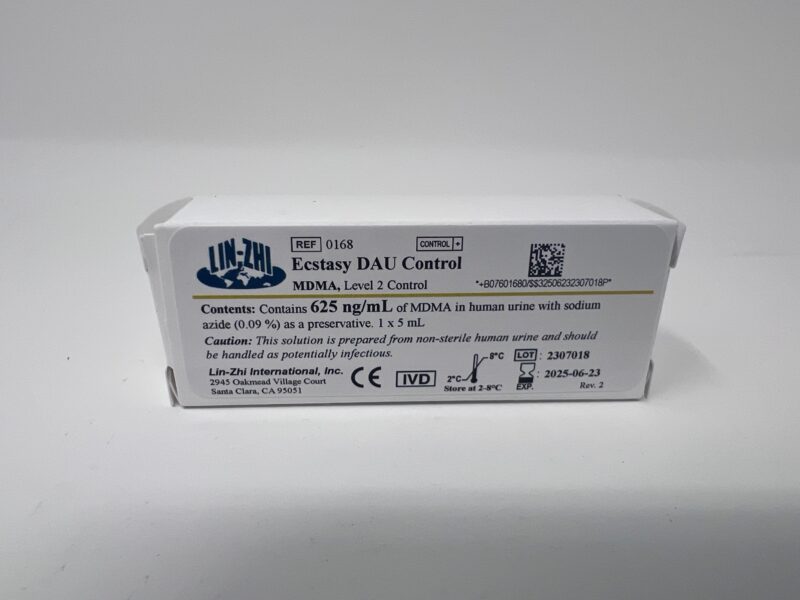 LIN-ZHI
REF 0168
CONTROL +
Ecstasy DAU Control
MDMA, Level 2 Control
*+B07601680/$$32506232307018P*
Contents: Contains 625 ng/mL of MDMA in human urine with sodium
azide (0.09 %) as a preservative. 1 x 5 mL
Caution: This solution is prepared from non-sterile human urine and should
be handled as potentially infectious.
Lin-Zhi International, Inc.
2945 Oakmead Village Court
Santa Clara, CA 95051
CE
IVD
2°C
8°C
Store at 2-8°C
LOT : 2307018
EXP. : 2025-06-23
Rev. 2